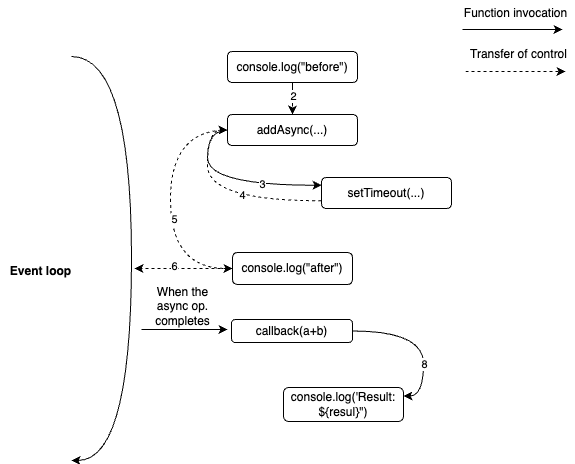 Function invocation
Transfer of control
console.log("before")
2
addAsync(...)
3
4
setTimeout(...)
5
6
console.log("after")
Event loop
When the
async op.
completes
callback(a+b)
8
console.log('Result:
${resul}")